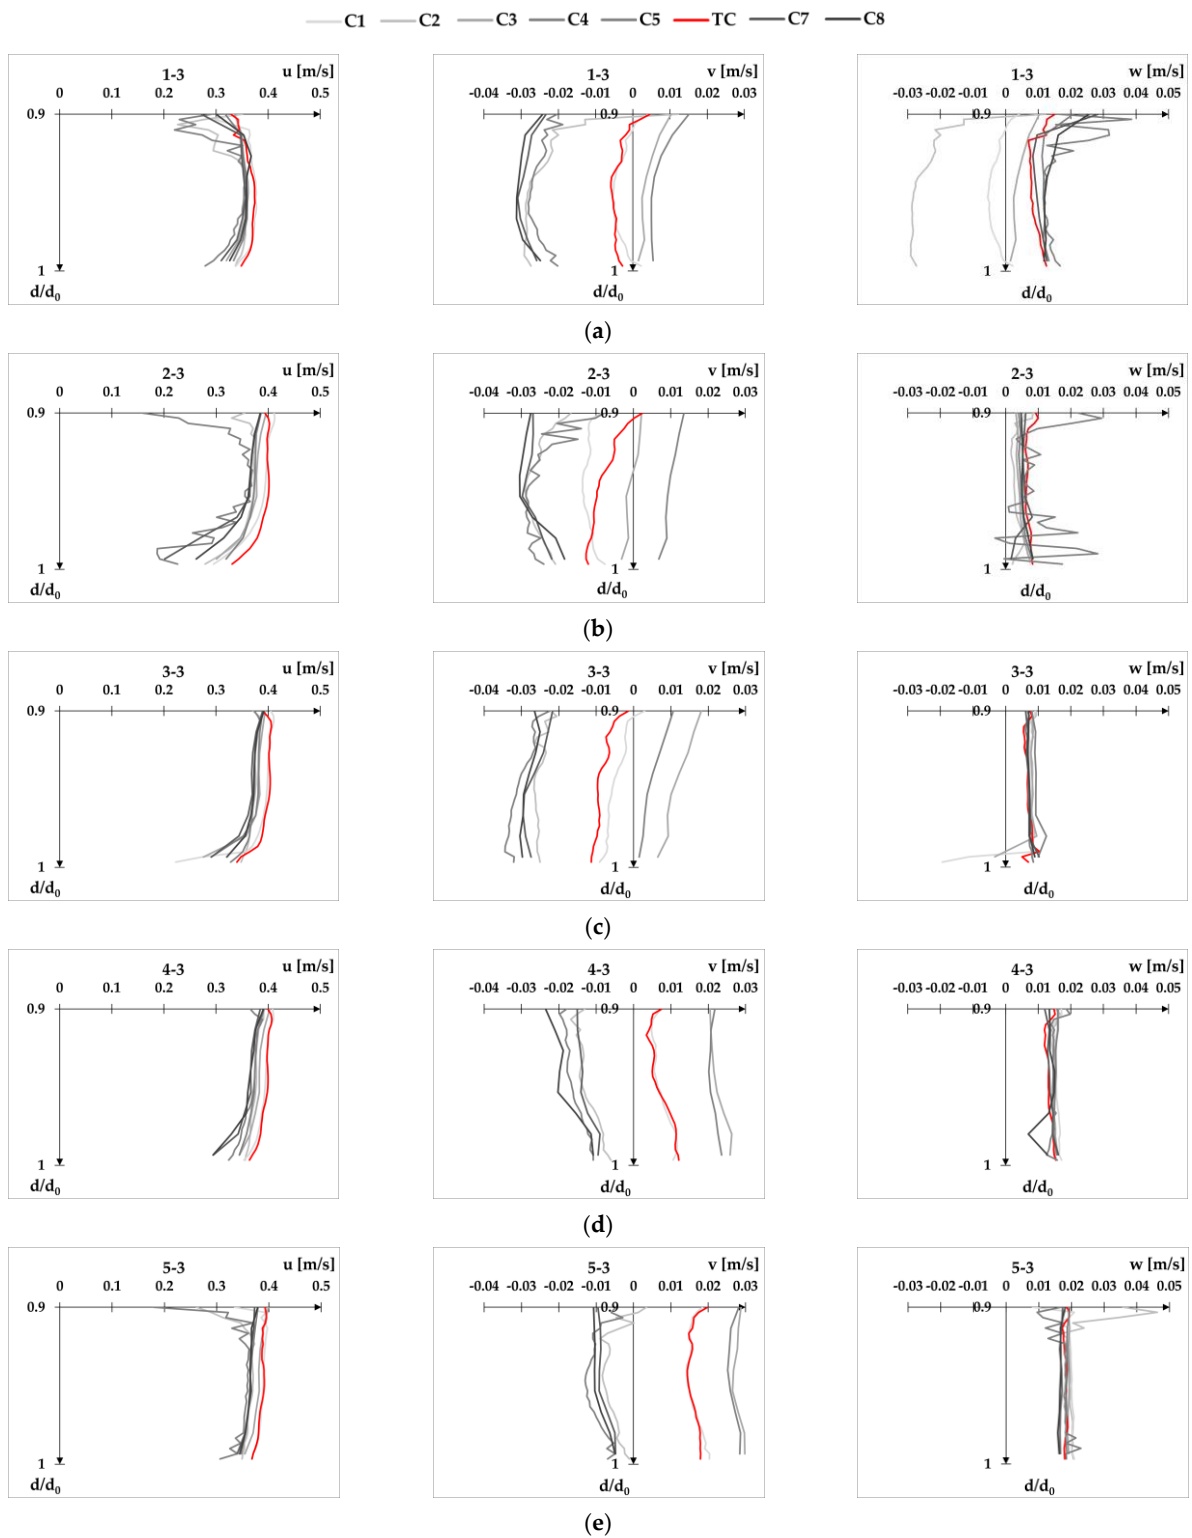 C1 C2 C3 C4 C5 TC C7 C8
1-3 u [m/s]
0 0.1 0.2 0.3 0.4 0.5
0.9
1
d/d0
1-3 v [m/s]
-0.04 -0.03 -0.02 -0.01 0 0.01 0.02 0.03
0.9
1
d/d0
1-3 w [m/s]
-0.03 -0.02 -0.01 0 0.01 0.02 0.03 0.04 0.05
0.9
1
d/d0
(a)
2-3 u [m/s]
0 0.1 0.2 0.3 0.4 0.5
0.9
1
d/d0
2-3 v [m/s]
-0.04 -0.03 -0.02 -0.01 0 0.01 0.02 0.03
0.9
1
d/d0
2-3 w [m/s]
-0.03 -0.02 -0.01 0 0.01 0.02 0.03 0.04 0.05
0.9
1
d/d0
(b)
3-3 u [m/s]
0 0.1 0.2 0.3 0.4 0.5
0.9
1
d/d0
3-3 v [m/s]
-0.04 -0.03 -0.02 -0.01 0 0.01 0.02 0.03
0.9
1
d/d0
3-3 w [m/s]
-0.03 -0.02 -0.01 0 0.01 0.02 0.03 0.04 0.05
0.9
1
d/d0
(c)
4-3 u [m/s]
0 0.1 0.2 0.3 0.4 0.5
0.9
1
d/d0
4-3 v [m/s]
-0.04 -0.03 -0.02 -0.01 0 0.01 0.02 0.03
0.9
1
d/d0
4-3 w [m/s]
-0.03 -0.02 -0.01 0 0.01 0.02 0.03 0.04 0.05
0.9
1
d/d0
(d)
5-3 u [m/s]
0 0.1 0.2 0.3 0.4 0.5
0.9
1
d/d0
5-3 v [m/s]
-0.04 -0.03 -0.02 -0.01 0 0.01 0.02 0.03
0.9
1
d/d0
5-3 w [m/s]
-0.03 -0.02 -0.01 0 0.01 0.02 0.03 0.04 0.05
0.9
1
d/d0
(e)